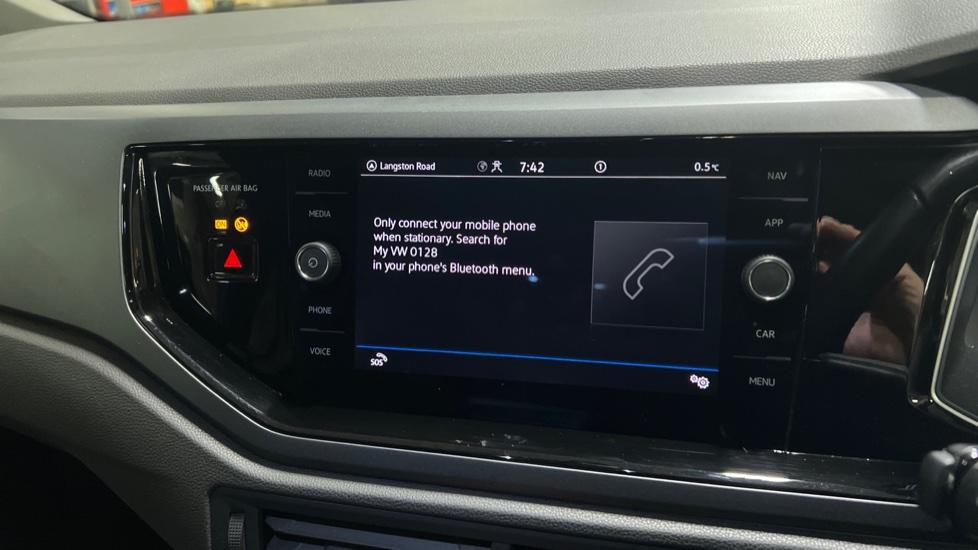 PASSENGER AIR BAG
ON
RADIO
MEDIA
PHONE
VOICE
Langston Road
7:42
0.5°C
Only connect your mobile phone
when stationary. Search for
My VW 0128
in your phone's Bluetooth menu.
SOS
NAV
APP
CAR
MENU